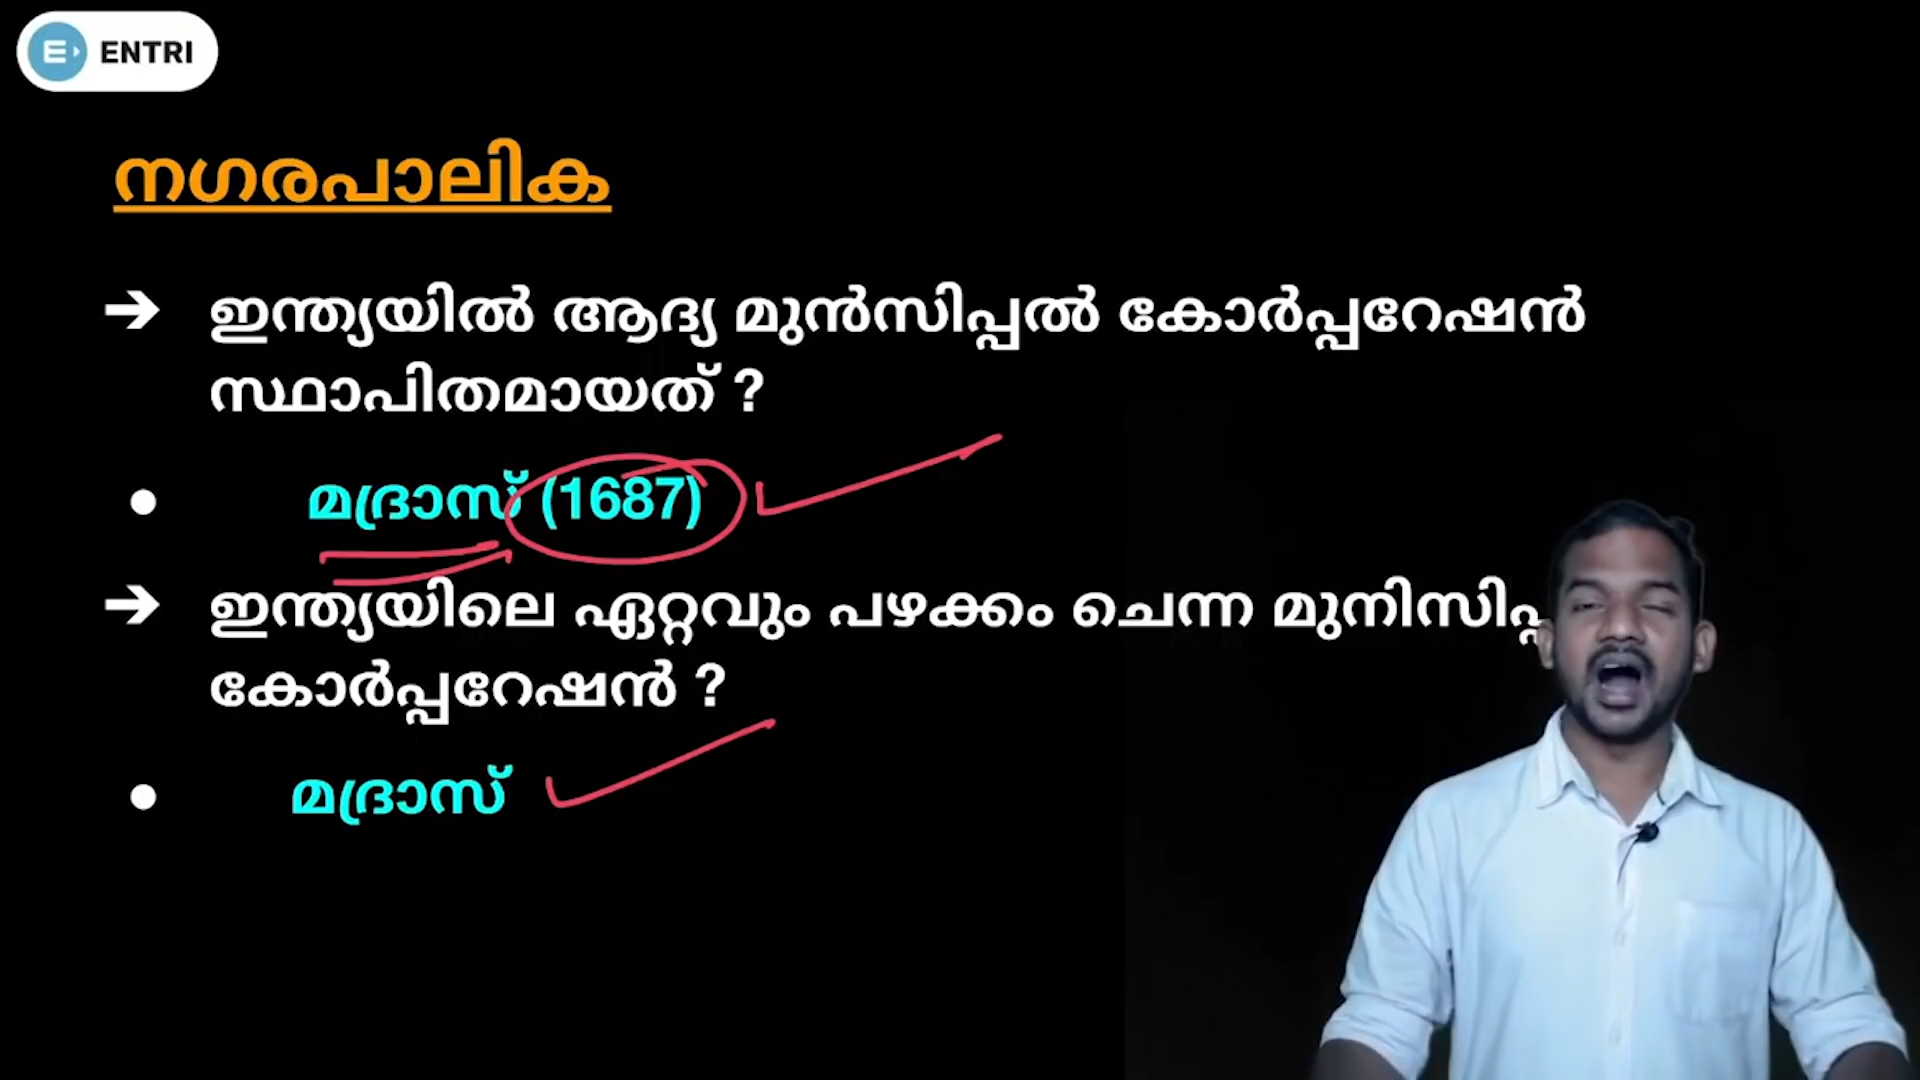 ENTRI
നഗരപാലിക
➔ ഇന്ത്യയിൽ ആദ്യ മുൻസിപ്പൽ കോർപ്പറേഷൻ
സ്ഥാപിതമായത് ?
● മദ്രാസ് (1687)
➔ ഇന്ത്യയിലെ ഏറ്റവും പഴക്കം ചെന്ന
കോർപ്പറേഷൻ ?
● മദ്രാസ്